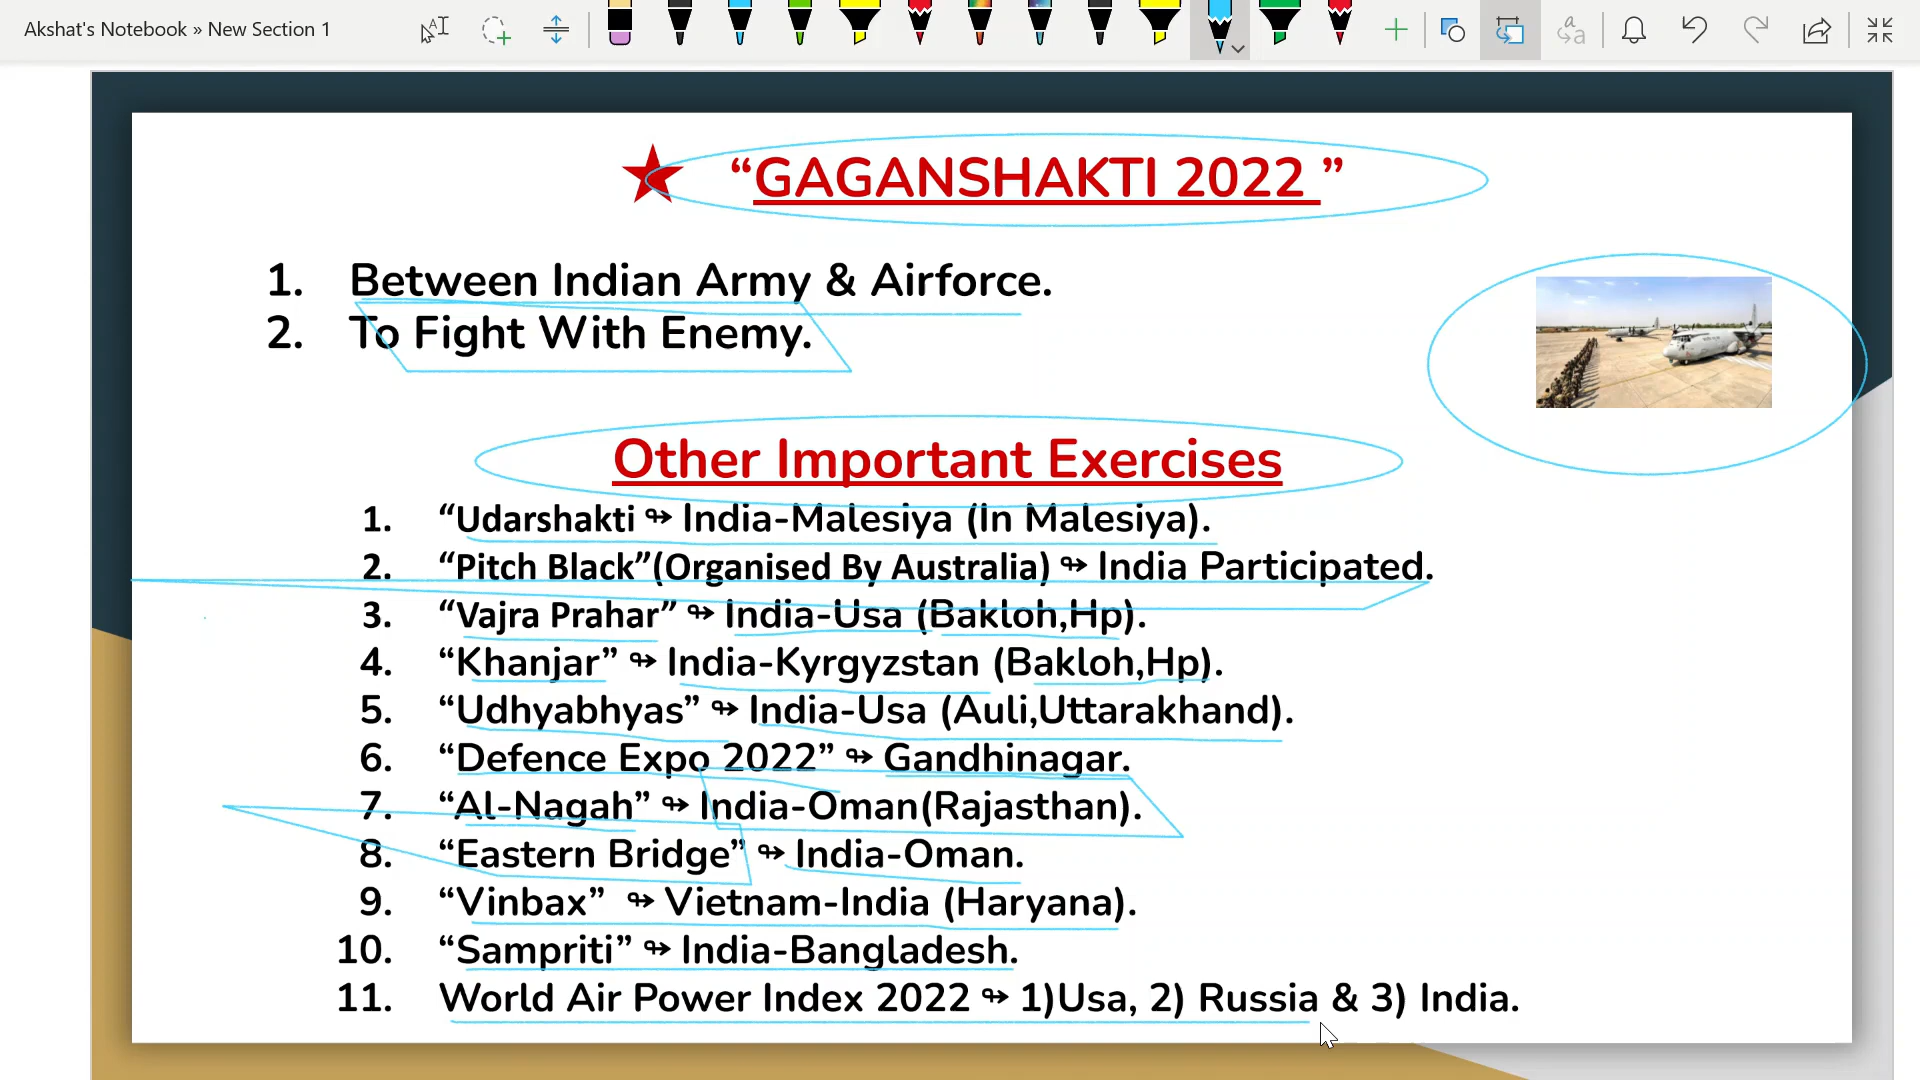 Akshat's Notebook » New Section 1
“GAGANSHAKTI 2022 ”
1. Between Indian Army & Airforce.
2. To Fight With Enemy.
Other Important Exercises
1. “Udarshakti ↬ India-Malesiya (In Malesiya).
2. “Pitch Black”(Organised By Australia) ↬ India Participated.
3. “Vajra Prahar” ↬ India-Usa (Bakloh,Hp).
4. “Khanjar” ↬ India-Kyrgyzstan (Bakloh,Hp).
5. “Udhyabhyas” ↬ India-Usa (Auli,Uttarakhand).
6. “Defence Expo 2022” ↬ Gandhinagar.
7. “Al-Nagah” ↬ India-Oman(Rajasthan).
8. “Eastern Bridge” ↬ India-Oman.
9. “Vinbax” ↬ Vietnam-India (Haryana).
10. “Sampriti” ↬ India-Bangladesh.
11. World Air Power Index 2022 ↬ 1)Usa, 2) Russia & 3) India.